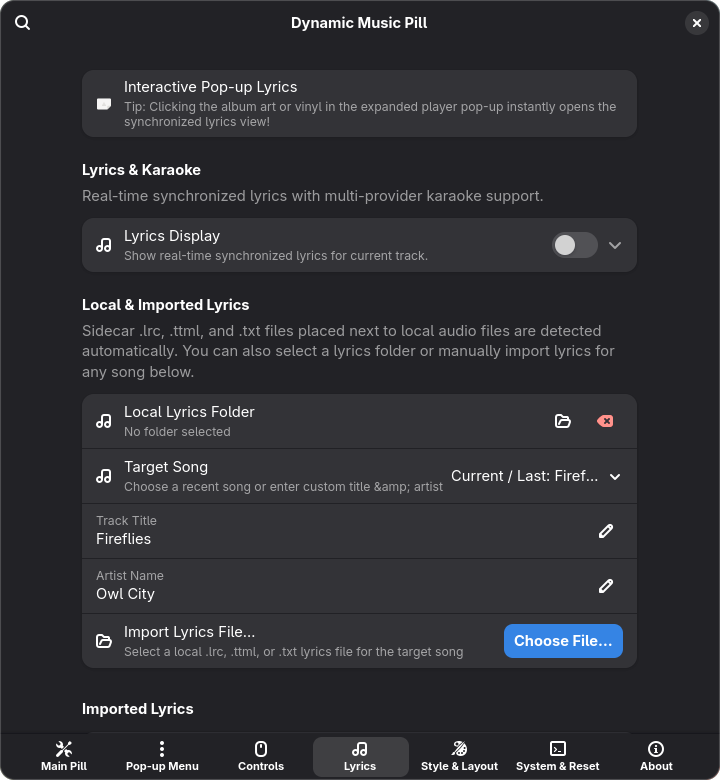 Dynamic Music Pill
Interactive Pop-up Lyrics
Tip: Clicking the album art or vinyl in the expanded player pop-up instantly opens the
synchronized lyrics view!
Lyrics & Karaoke
Real-time synchronized lyrics with multi-provider karaoke support.
Lyrics Display
Show real-time synchronized lyrics for current track.
Local & Imported Lyrics
Sidecar .lrc, .ttml, and .txt files placed next to local audio files are detected
automatically. You can also select a lyrics folder or manually import lyrics for
any song below.
Local Lyrics Folder
No folder selected
Target Song
Choose a recent song or enter custom title &amp; artist
Current / Last: Firef...
Track Title
Fireflies
Artist Name
Owl City
Import Lyrics File...
Select a local .lrc, .ttml, or .txt lyrics file for the target song
Choose File...
Imported Lyrics
Main Pill
Pop-up Menu
Controls
Lyrics
Style & Layout
System & Reset
About